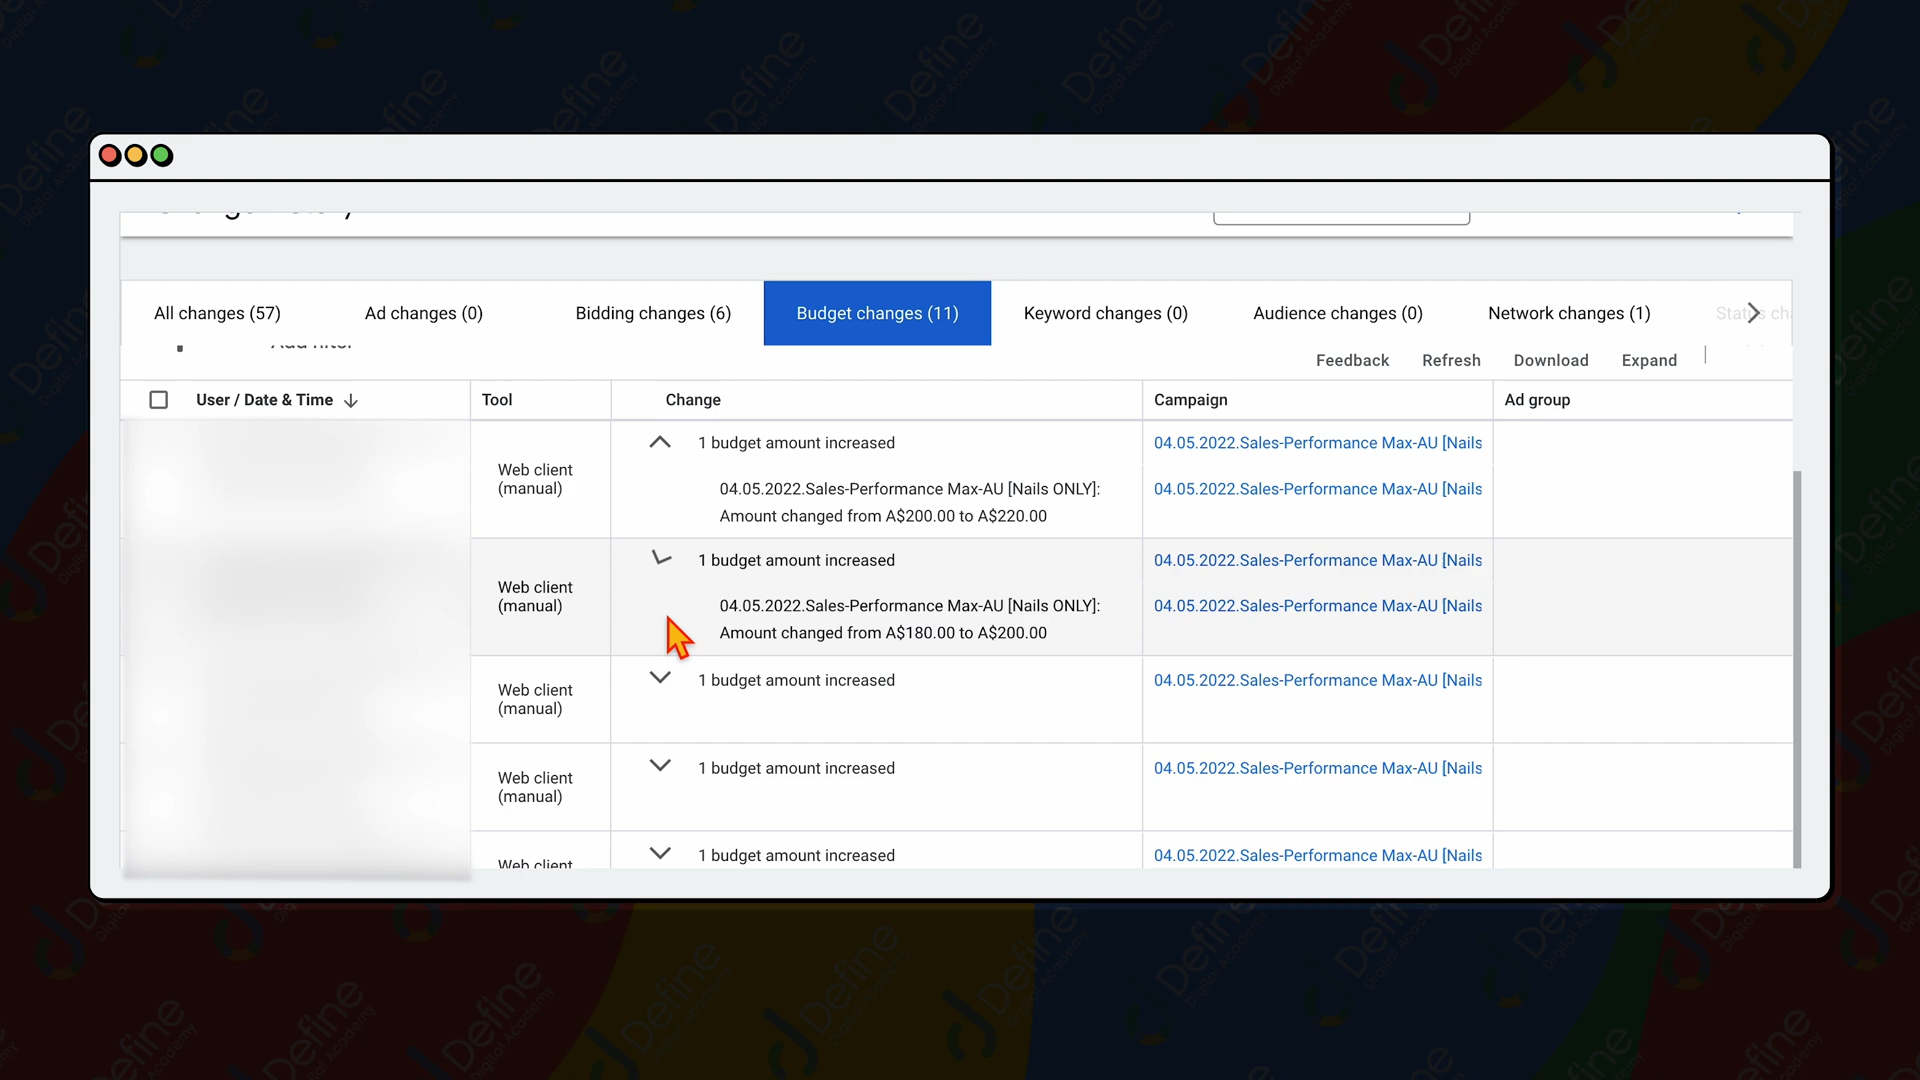 All changes (57)
Ad changes (0)
Bidding changes (6)
Budget changes (11)
Keyword changes (0)
Audience changes (0)
Network changes (1)
Feedback
Refresh
Download
Expand
User / Date & Time
Tool
Change
Campaign
Ad group
Web client
(manual)
1 budget amount increased
04.05.2022.Sales-Performance Max-AU [Nails
04.05.2022.Sales-Performance Max-AU [Nails ONLY]:
Amount changed from A$200.00 to A$220.00
04.05.2022.Sales-Performance Max-AU [Nails
Web client
(manual)
1 budget amount increased
04.05.2022.Sales-Performance Max-AU [Nails
04.05.2022.Sales-Performance Max-AU [Nails ONLY]:
Amount changed from A$180.00 to A$200.00
04.05.2022.Sales-Performance Max-AU [Nails
Web client
(manual)
1 budget amount increased
04.05.2022.Sales-Performance Max-AU [Nails
Web client
(manual)
1 budget amount increased
04.05.2022.Sales-Performance Max-AU [Nails
Web client
1 budget amount increased
04.05.2022.Sales-Performance Max-AU [Nails
Define
Digital Academy